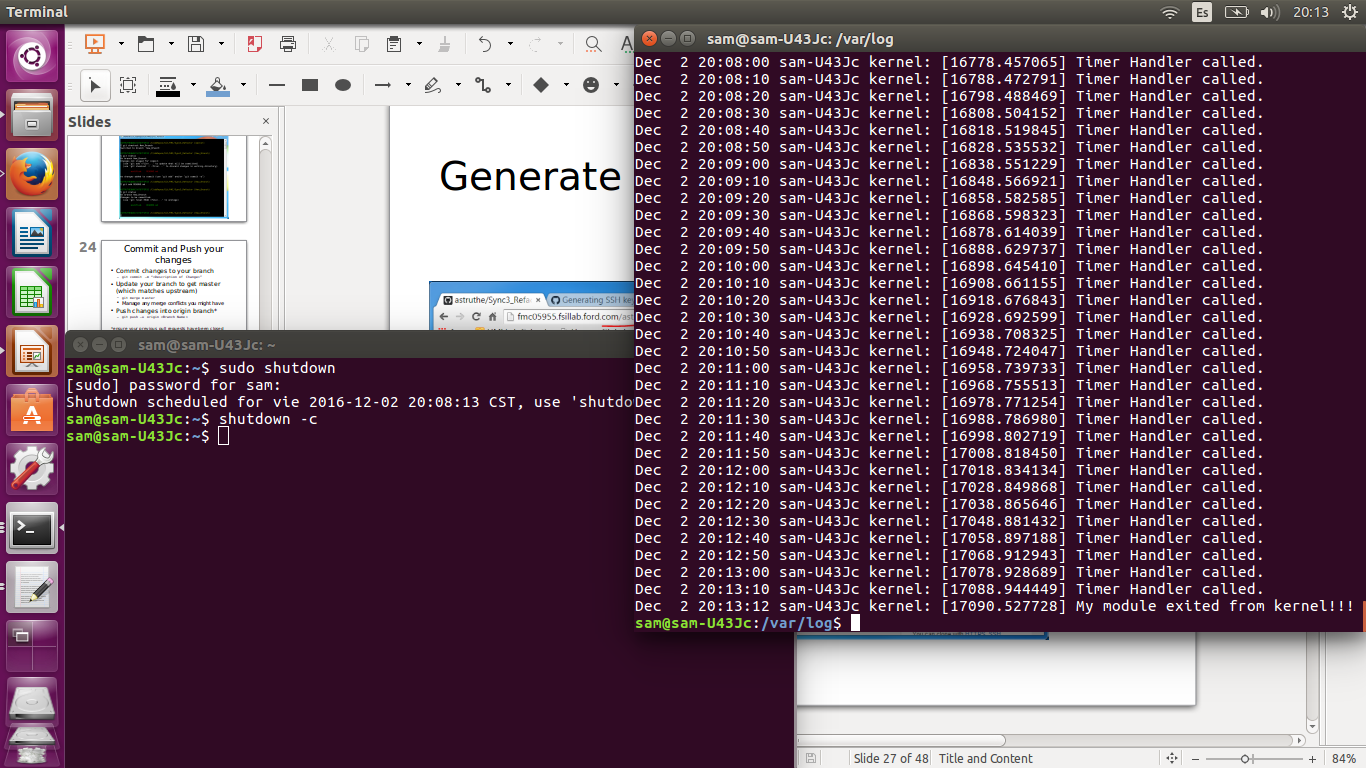 Terminal
Es
20:13
Slides
24
Commit and Push your
changes
Commit changes to your branch
Update your branch to get master
(which matches upstream)
git merge master
Manage any merge conflicts you might have
Push changes into origin branch*
Generate
astruthe/Sync3_Refa
Generating SSH ke
fmc05955.fsillab.ford.com/ast
sam@sam-U43Jc: ~
sam@sam-U43Jc:~$ sudo shutdown
[sudo] password for sam:
Shutdown scheduled for vie 2016-12-02 20:08:13 CST, use 'shutdo
sam@sam-U43Jc:~$ shutdown -c
sam@sam-U43Jc:~$
sam@sam-U43Jc: /var/log
Dec  2 20:08:00 sam-U43Jc kernel: [16778.457065] Timer Handler called.
Dec  2 20:08:10 sam-U43Jc kernel: [16788.472791] Timer Handler called.
Dec  2 20:08:20 sam-U43Jc kernel: [16798.488469] Timer Handler called.
Dec  2 20:08:30 sam-U43Jc kernel: [16808.504152] Timer Handler called.
Dec  2 20:08:40 sam-U43Jc kernel: [16818.519845] Timer Handler called.
Dec  2 20:08:50 sam-U43Jc kernel: [16828.535532] Timer Handler called.
Dec  2 20:09:00 sam-U43Jc kernel: [16838.551229] Timer Handler called.
Dec  2 20:09:10 sam-U43Jc kernel: [16848.566921] Timer Handler called.
Dec  2 20:09:20 sam-U43Jc kernel: [16858.582585] Timer Handler called.
Dec  2 20:09:30 sam-U43Jc kernel: [16868.598323] Timer Handler called.
Dec  2 20:09:40 sam-U43Jc kernel: [16878.614039] Timer Handler called.
Dec  2 20:09:50 sam-U43Jc kernel: [16888.629737] Timer Handler called.
Dec  2 20:10:00 sam-U43Jc kernel: [16898.645410] Timer Handler called.
Dec  2 20:10:10 sam-U43Jc kernel: [16908.661155] Timer Handler called.
Dec  2 20:10:20 sam-U43Jc kernel: [16918.676843] Timer Handler called.
Dec  2 20:10:30 sam-U43Jc kernel: [16928.692599] Timer Handler called.
Dec  2 20:10:40 sam-U43Jc kernel: [16938.708325] Timer Handler called.
Dec  2 20:10:50 sam-U43Jc kernel: [16948.724047] Timer Handler called.
Dec  2 20:11:00 sam-U43Jc kernel: [16958.739733] Timer Handler called.
Dec  2 20:11:10 sam-U43Jc kernel: [16968.755513] Timer Handler called.
Dec  2 20:11:20 sam-U43Jc kernel: [16978.771254] Timer Handler called.
Dec  2 20:11:30 sam-U43Jc kernel: [16988.786980] Timer Handler called.
Dec  2 20:11:40 sam-U43Jc kernel: [16998.802719] Timer Handler called.
Dec  2 20:11:50 sam-U43Jc kernel: [17008.818450] Timer Handler called.
Dec  2 20:12:00 sam-U43Jc kernel: [17018.834134] Timer Handler called.
Dec  2 20:12:10 sam-U43Jc kernel: [17028.849868] Timer Handler called.
Dec  2 20:12:20 sam-U43Jc kernel: [17038.865646] Timer Handler called.
Dec  2 20:12:30 sam-U43Jc kernel: [17048.881432] Timer Handler called.
Dec  2 20:12:40 sam-U43Jc kernel: [17058.897188] Timer Handler called.
Dec  2 20:12:50 sam-U43Jc kernel: [17068.912943] Timer Handler called.
Dec  2 20:13:00 sam-U43Jc kernel: [17078.928689] Timer Handler called.
Dec  2 20:13:10 sam-U43Jc kernel: [17088.944449] Timer Handler called.
Dec  2 20:13:12 sam-U43Jc kernel: [17090.527728] My module exited from kernel!!!
sam@sam-U43Jc:/var/log$
Slide 27 of 48
Title and Content
84%